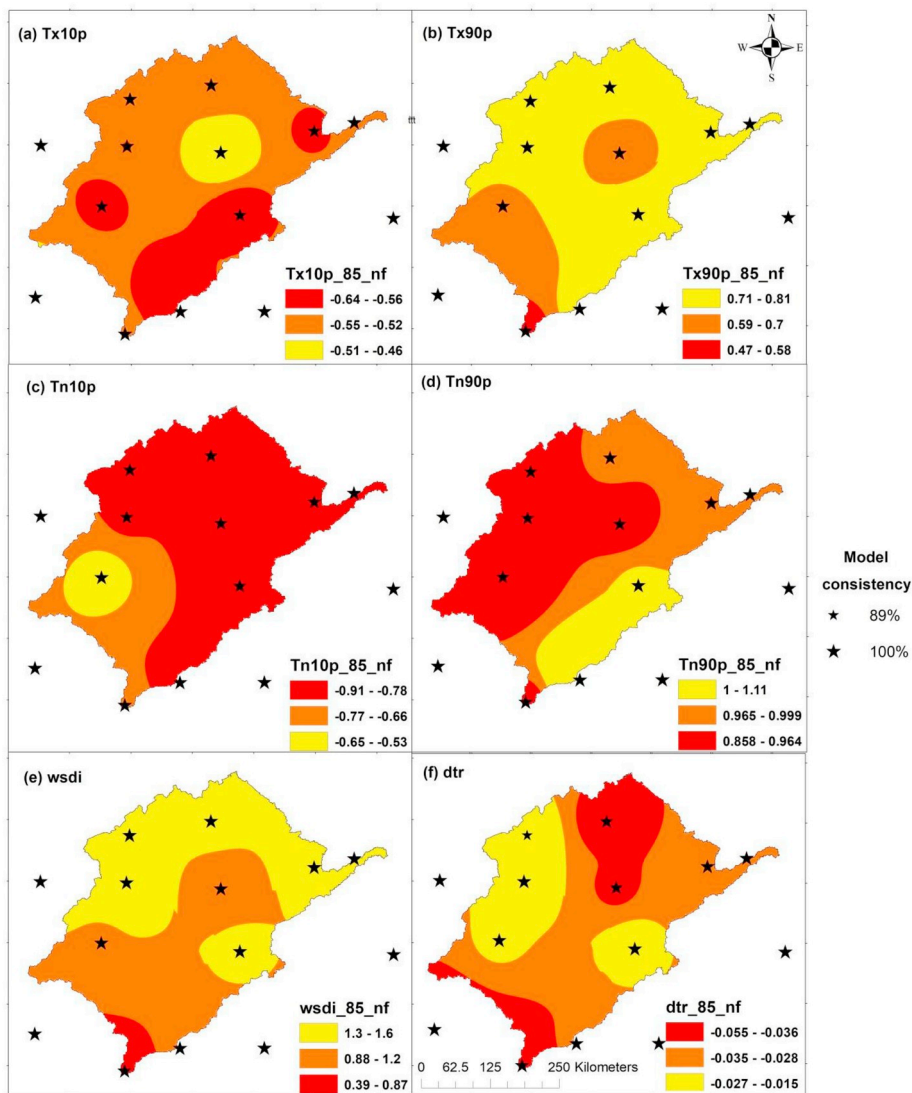 (a) Tx10p
Tx10p_85_nf
-0.64 - -0.56
-0.55 - -0.52
-0.51 - -0.46
(b) Tx90p
N
W E
S
fft
Tx90p_85_nf
0.71 - 0.81
0.59 - 0.7
0.47 - 0.58
(c) Tn10p
Tn10p_85_nf
-0.91 - -0.78
-0.77 - -0.66
-0.65 - -0.53
(d) Tn90p
Tn90p_85_nf
1 - 1.11
0.965 - 0.999
0.858 - 0.964
Model
consistency
89%
100%
(e) wsdi
wsdi_85_nf
1.3 - 1.6
0.88 - 1.2
0.39 - 0.87
(f) dtr
dtr_85_nf
-0.055 - -0.036
-0.035 - -0.028
-0.027 - -0.015
0 62.5 125 250 Kilometers